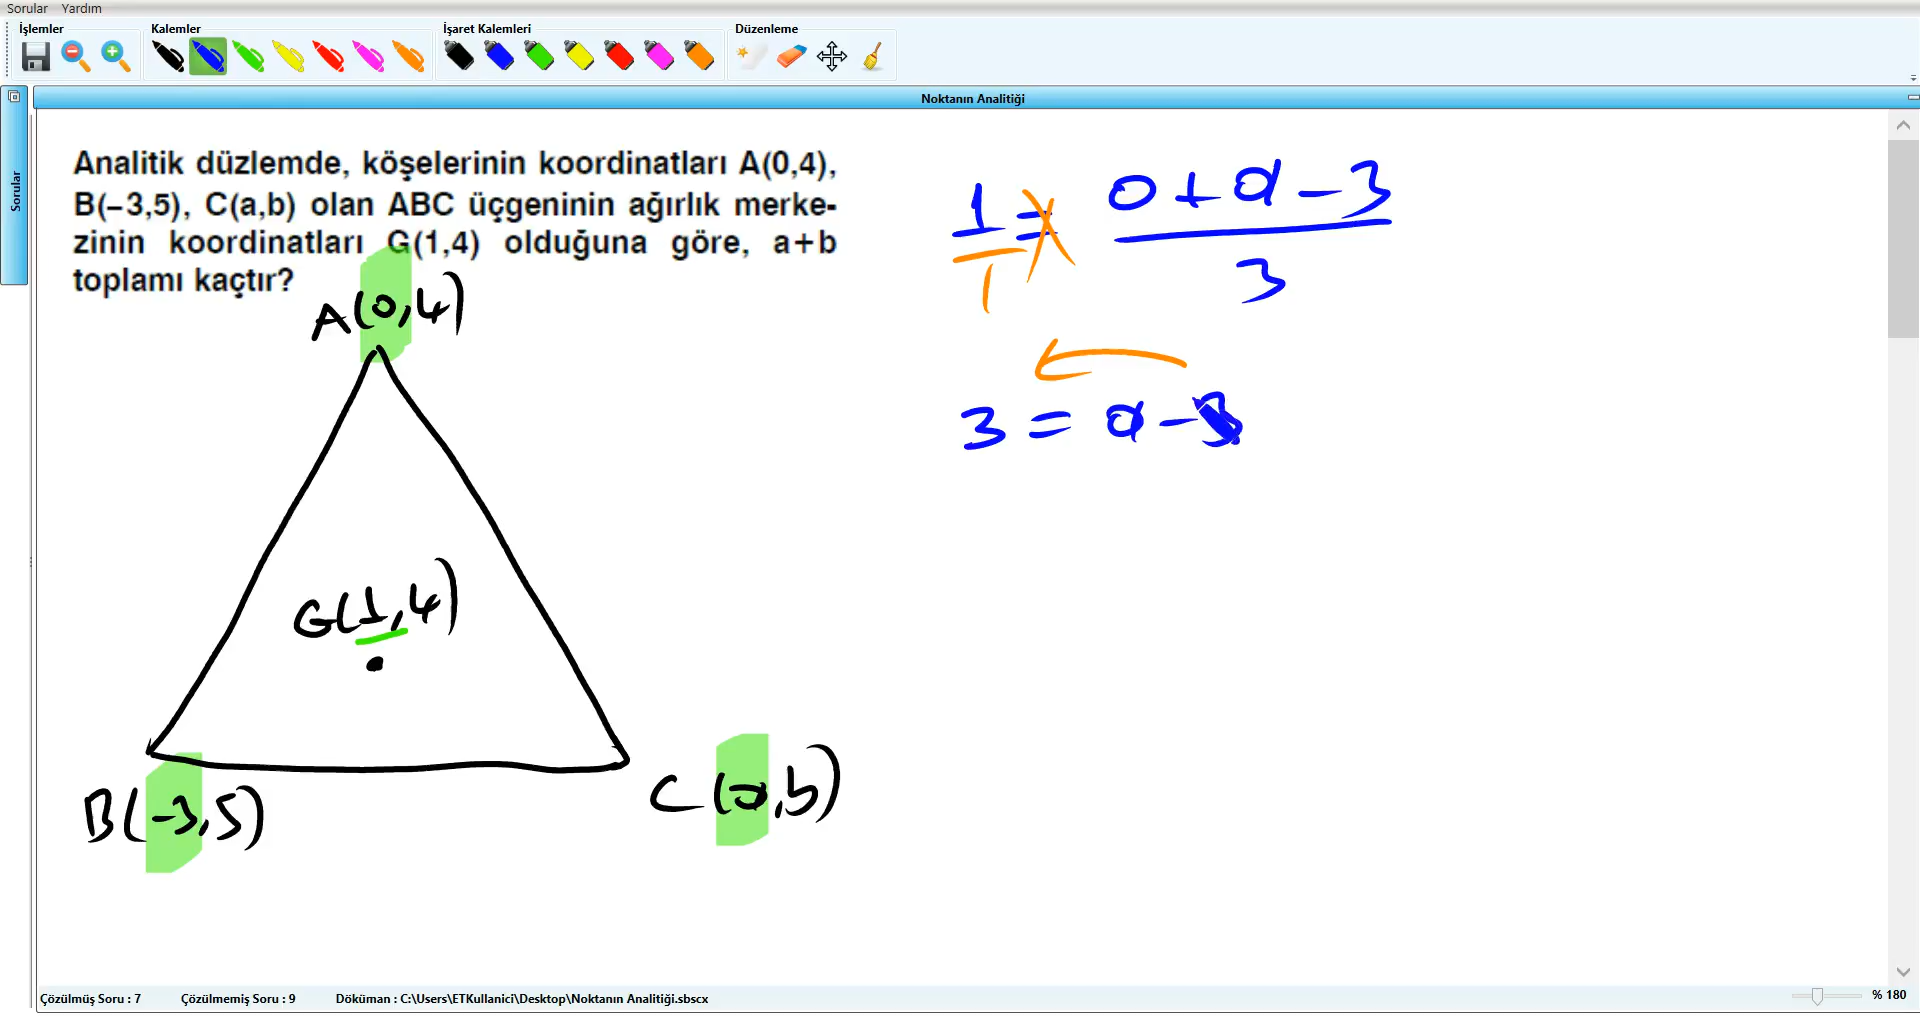 Sorular Yardım
İşlemler Kalemler İşaret Kalemleri Düzenleme
Sorular
Noktanın Analitiği
Analitik düzlemde, köşelerinin koordinatları A(0,4),
B(−3,5), C(a,b) olan ABC üçgeninin ağırlık merke-
zinin koordinatları G(1,4) olduğuna göre, a+b
toplamı kaçtır?
A(0,4)
G(1,4)
B(-3,5)
C(a,b)
1/1 = (0+a-3)/3
3 = a-3
Çözülmüş Soru : 7 Çözülmemiş Soru : 9 Döküman : C:\Users\ETKullanici\Desktop\Noktanın Analitiği.sbscx % 180